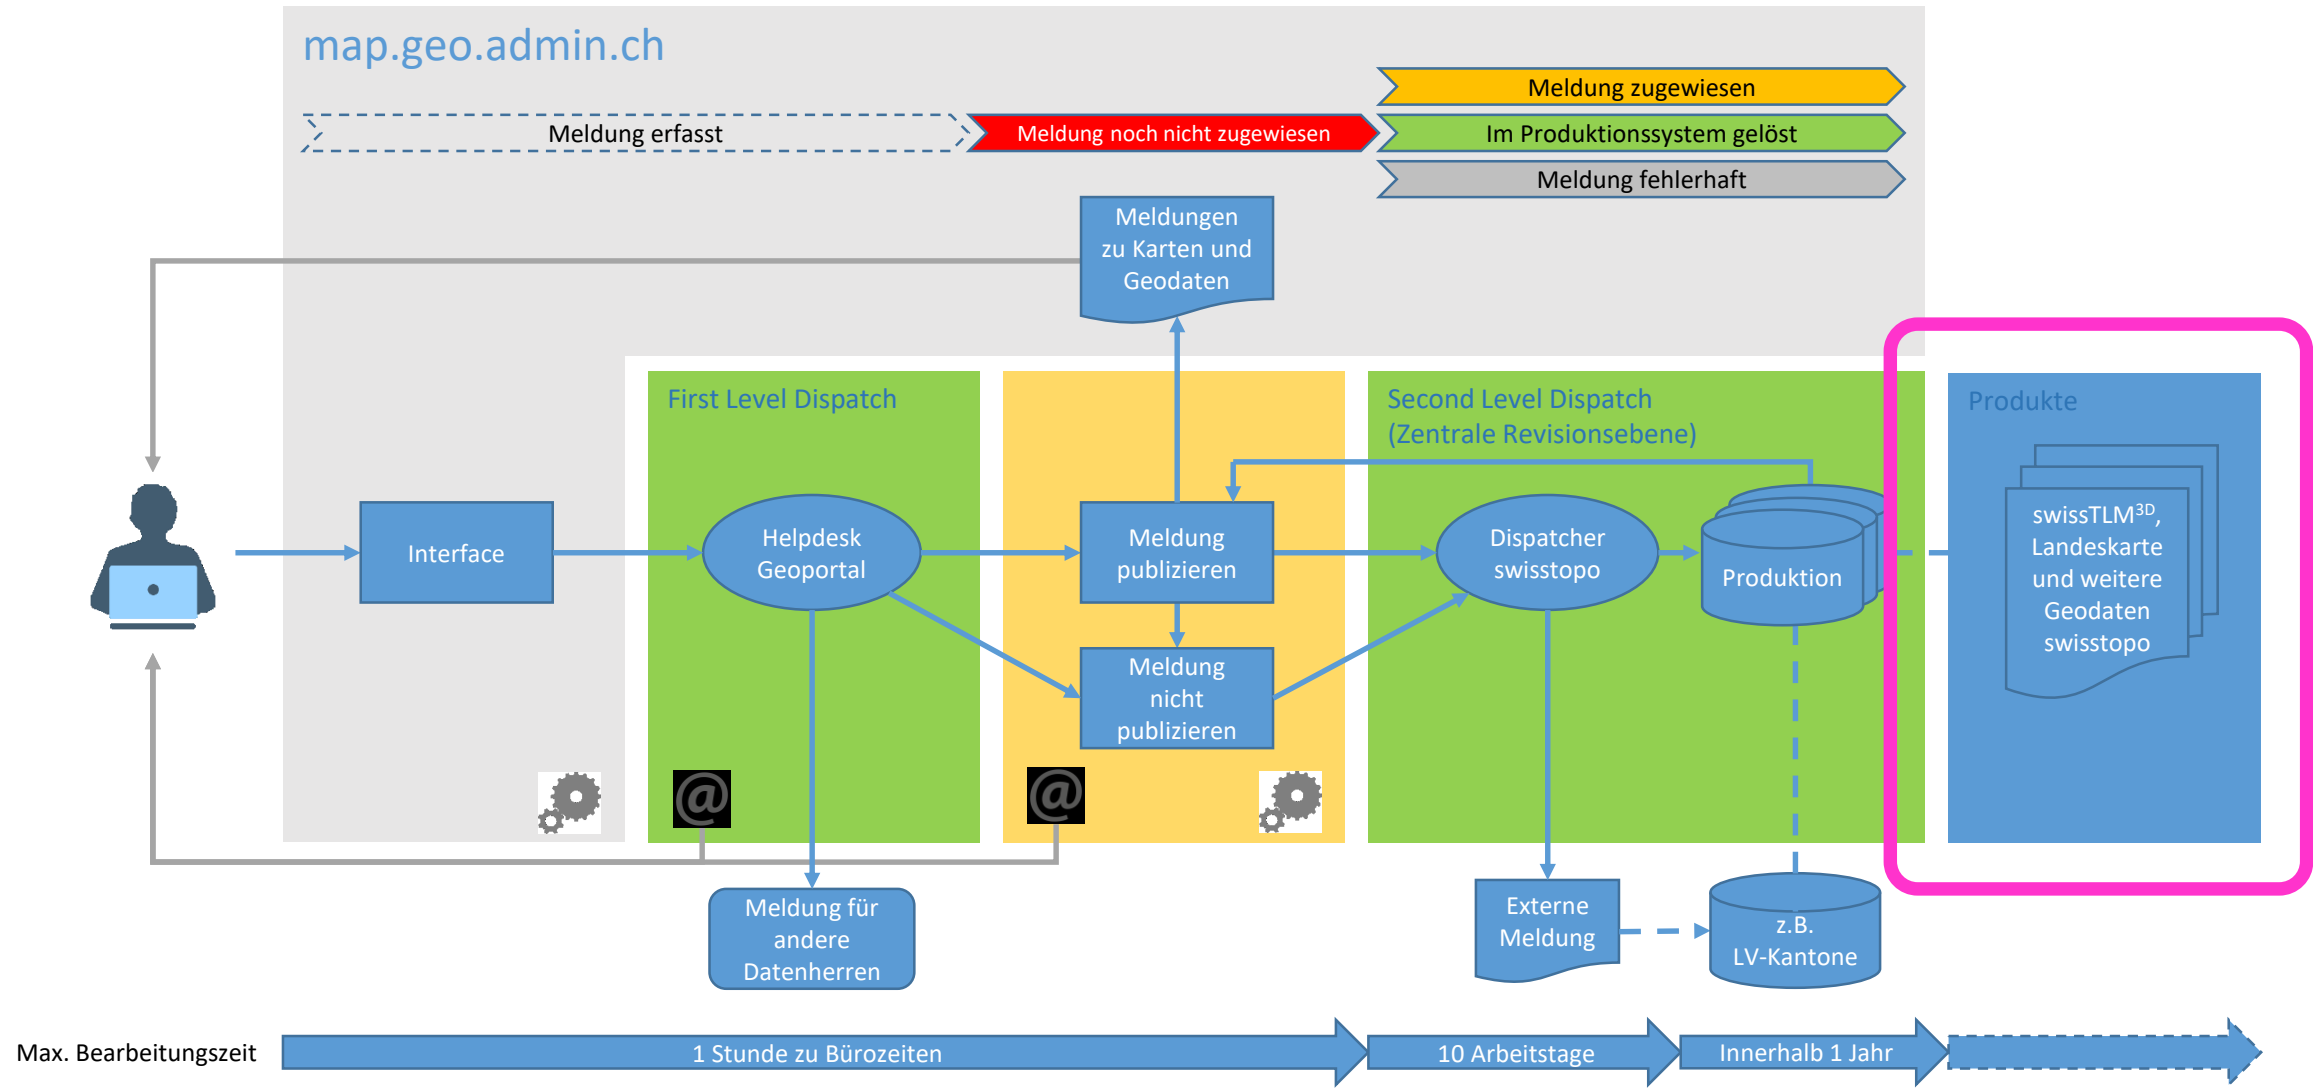 map.geo.admin.ch
Meldung zugewiesen
Meldung erfasst
Meldung noch nicht zugewiesen
Im Produktionssystem gelöst
Meldung fehlerhaft
Meldungen
zu Karten und
Geodaten
First Level Dispatch
Second Level Dispatch
(Zentrale Revisionsebene)
Produkte
Interface
Helpdesk
Geoportal
Meldung
publizieren
Meldung
nicht
publizieren
Dispatcher
swisstopo
Produktion
swissTLM3D,
Landeskarte
und weitere
Geodaten
swisstopo
@
@
Meldung für
andere
Datenherren
Externe
Meldung
z.B.
LV-Kantone
Max. Bearbeitungszeit
1 Stunde zu Bürozeiten
10 Arbeitstage
Innerhalb 1 Jahr